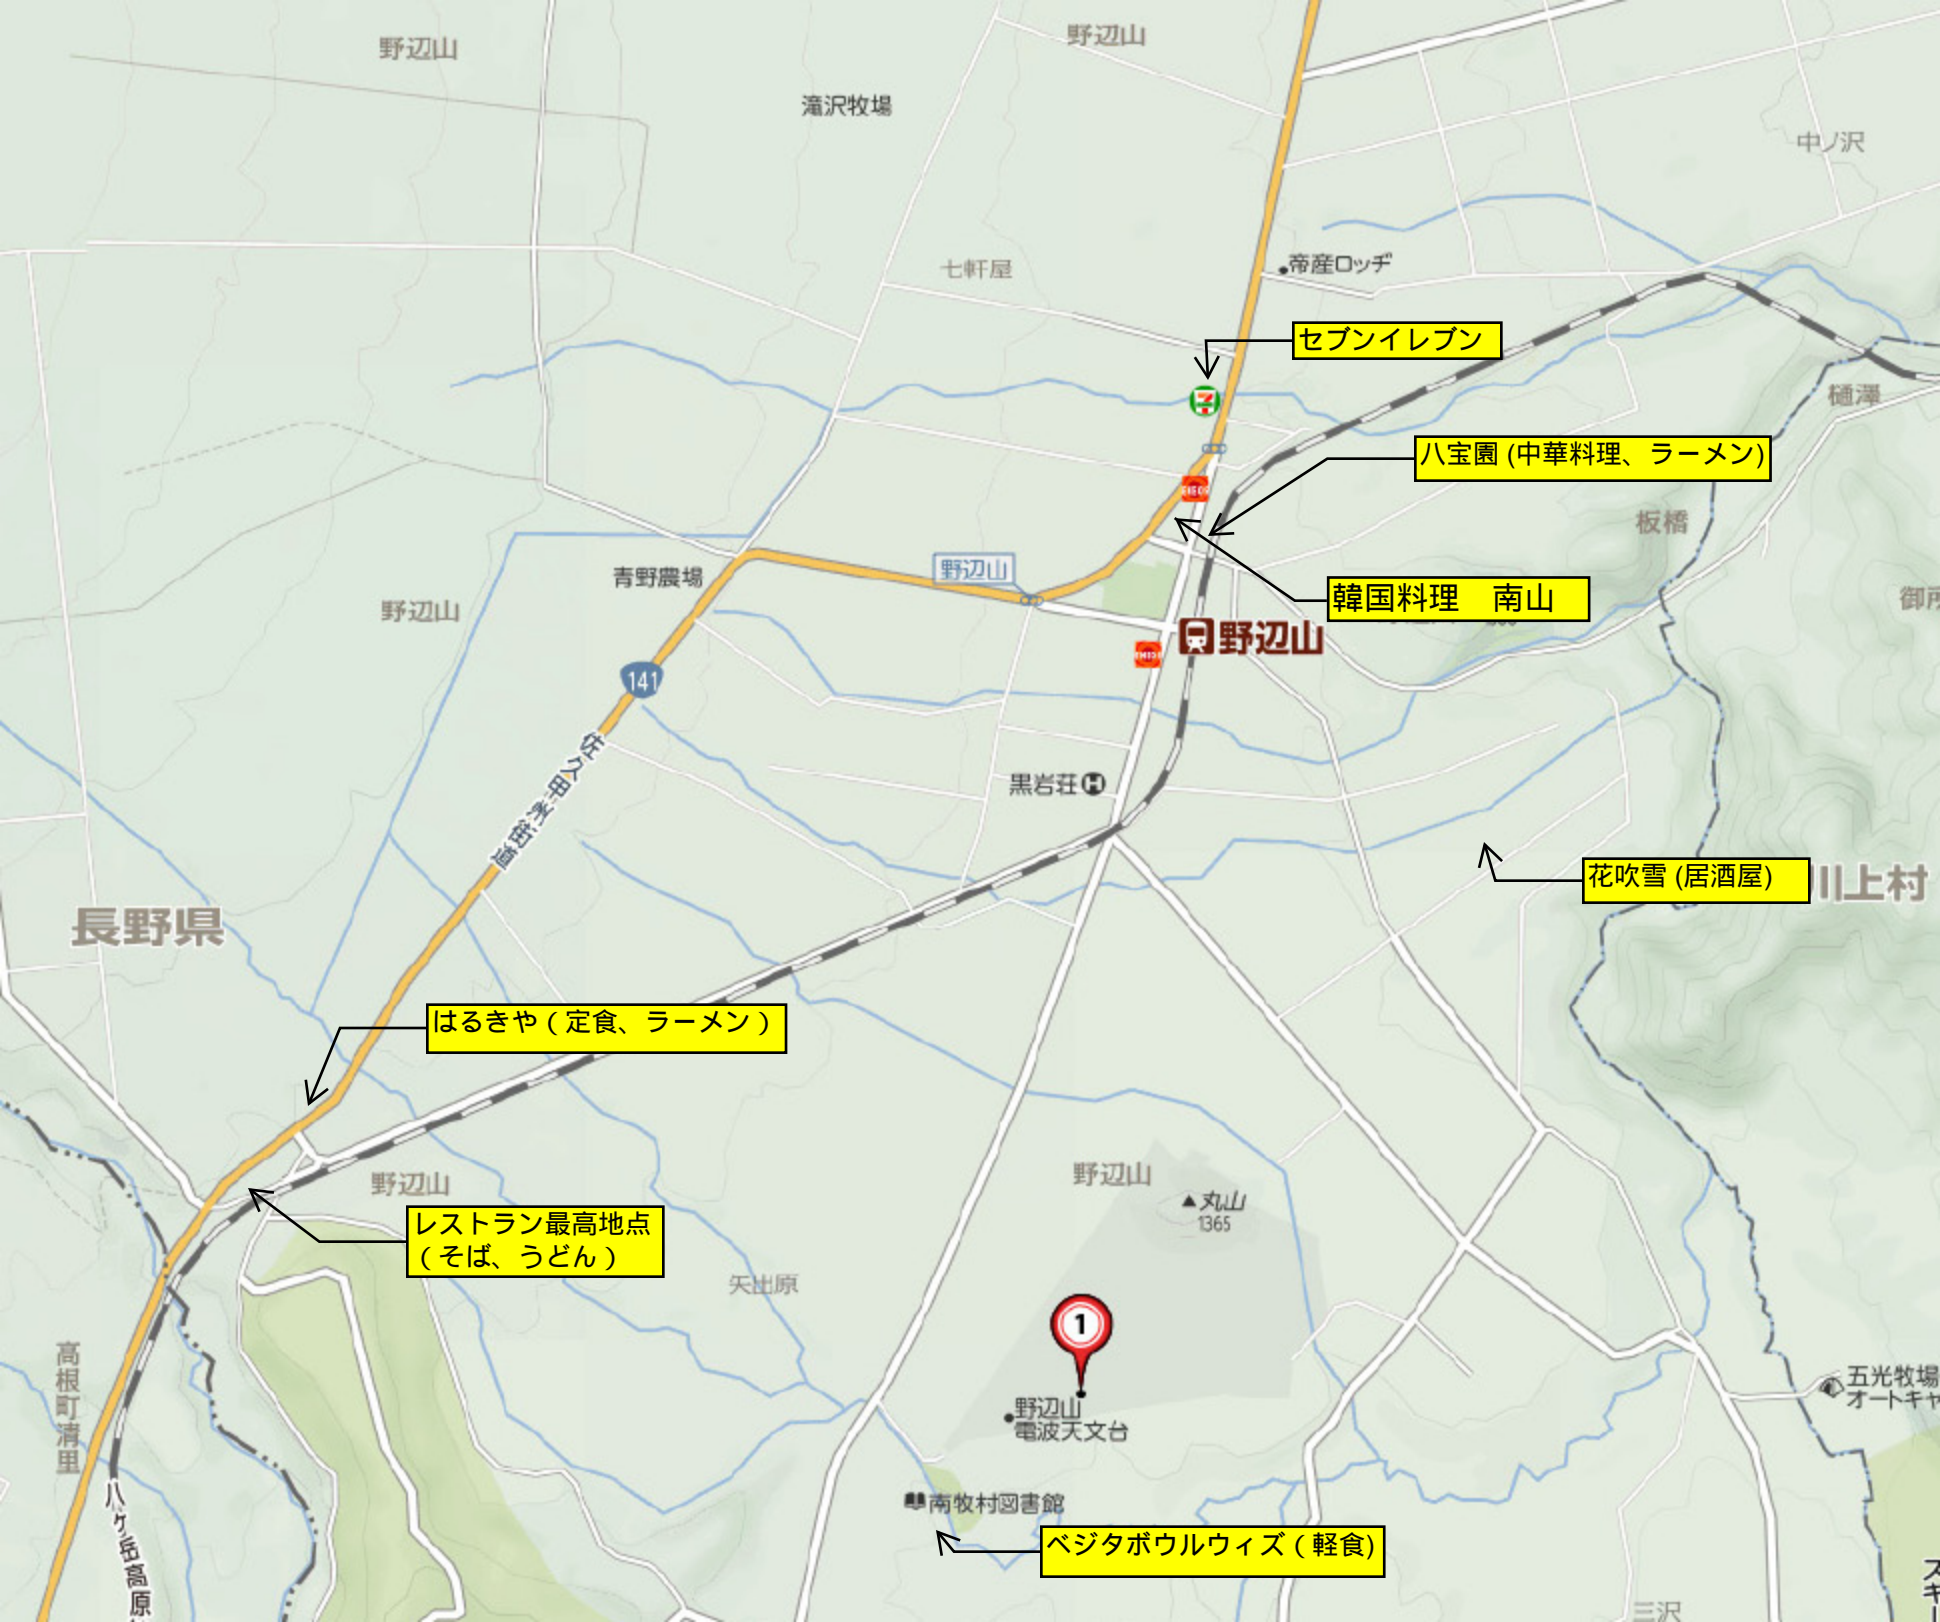 野辺山
野辺山
滝沢牧場
中ノ沢
七軒屋
帝産ロッヂ
セブンイレブン
樋澤
八宝園 (中華料理、ラーメン)
ENEOS
板橋
野辺山
青野農場
野辺山
韓国料理　南山
御所
野辺山
ENEOS
141
佐久甲州街道
黒岩荘
H
花吹雪 (居酒屋)
川上村
長野県
はるきや（定食、ラーメン）
野辺山
野辺山
丸山
1365
レストラン最高地点
（そば、うどん）
矢出原
1
高根町清里
野辺山
電波天文台
五光牧場
オートキャ
八ヶ岳高原
南牧村図書館
ベジタボウルウィズ（軽食)
スキー
三沢